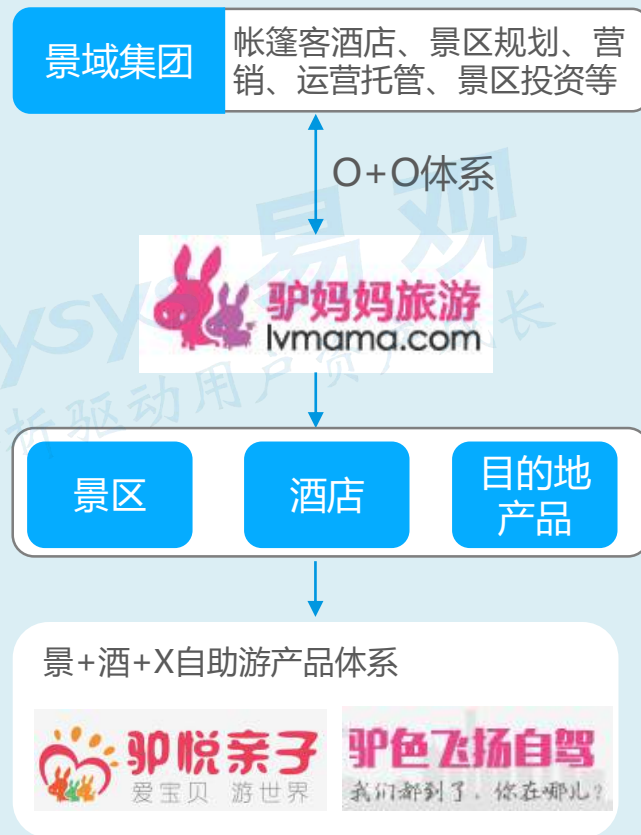 景域集团
帐篷客酒店、景区规划、营
销、运营托管、景区投资等
O+O体系
易观
驴妈妈旅游
lvmama.com
景区
酒店
目的地
产品
景+酒+X自助游产品体系
驴悦亲子
爱宝贝 游世界
驴色飞扬自驾
我们都到了，你在哪儿？